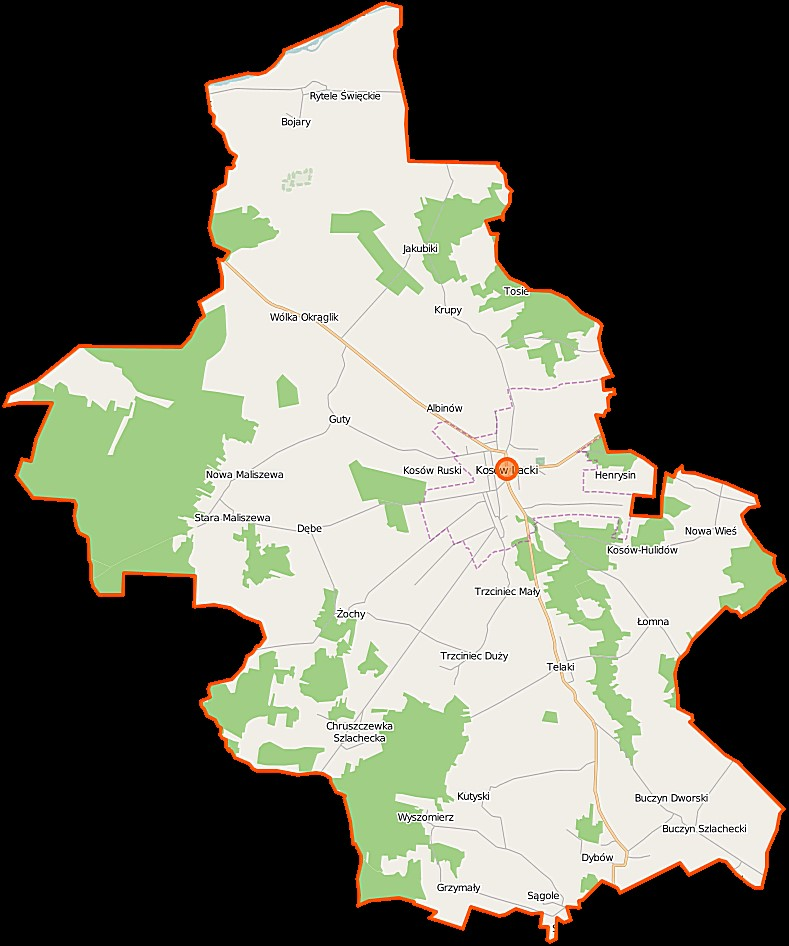 Rytele Święckie
Bojary
Jakubiki
Tosie
Krupy
Wólka Okrąglik
Albinów
Guty
Kosów Ruski
Kosów Lacki
Nowa Maliszewa
Henrysin
Stara Maliszewa
Dębe
Nowa Wieś
Kosów-Hulidów
Trzciniec Mały
Żochy
Łomna
Trzciniec Duży
Telaki
Chruszczewka
Szlachecka
Kutyski
Buczyn Dworski
Wyszomierz
Buczyn Szlachecki
Dybów
Grzymały
Sągole